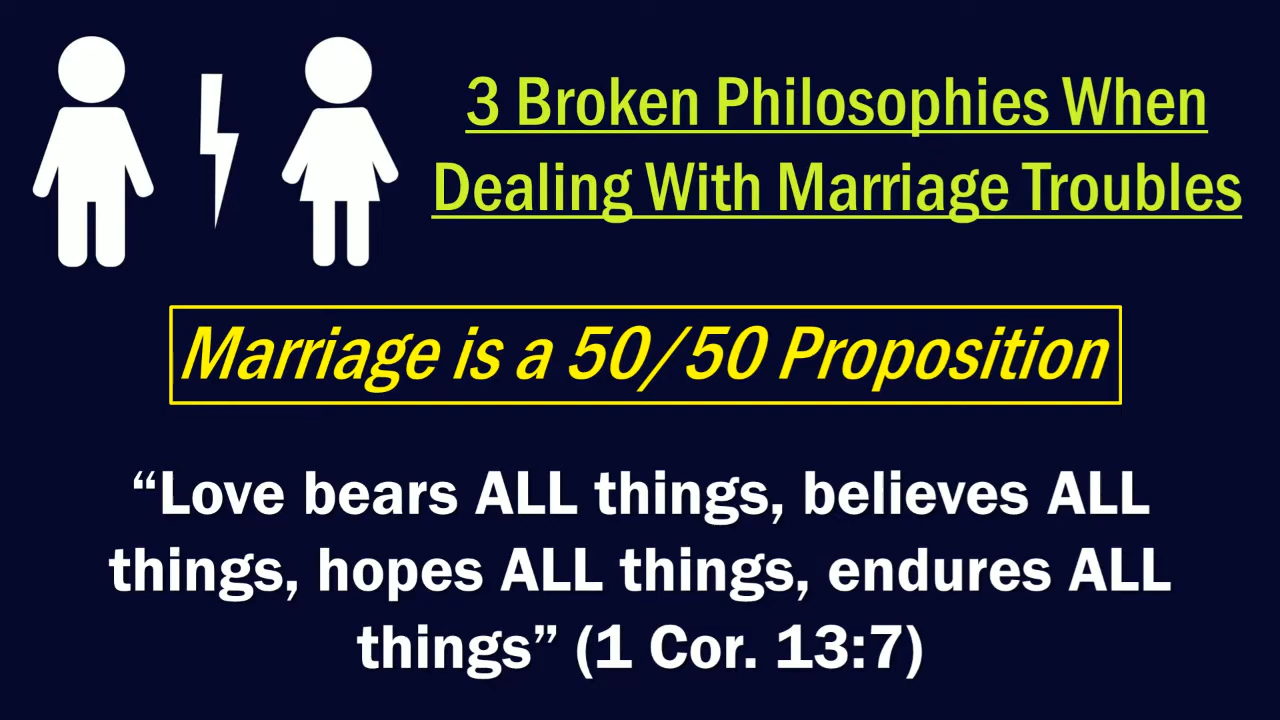 3 Broken Philosophies When
Dealing With Marriage Troubles
Marriage is a 50/50 Proposition
“Love bears ALL things, believes ALL
things, hopes ALL things, endures ALL
things” (1 Cor. 13:7)